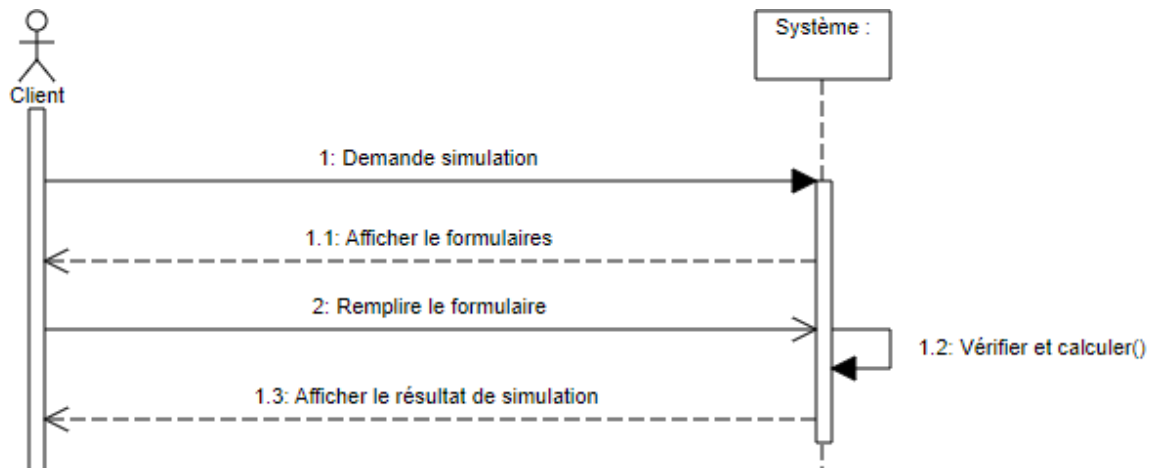 Système :
Client
1: Demande simulation
1.1: Afficher le formulaires
2: Remplire le formulaire
1.2: Vérifier et calculer()
1.3: Afficher le résultat de simulation